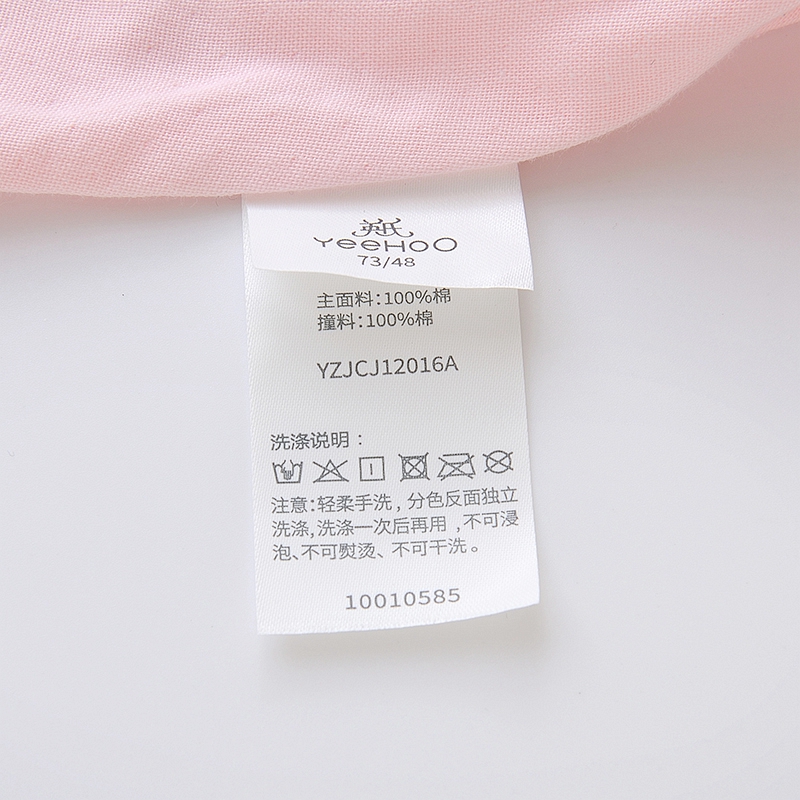 英氏
YeeHoO
73/48
主面料:100%棉
撞料:100%棉
YZJCJ12016A
洗涤说明：
注意:轻柔手洗，分色反面独立
洗涤,洗涤一次后再用，不可浸
泡、不可熨烫、不可干洗。
10010585